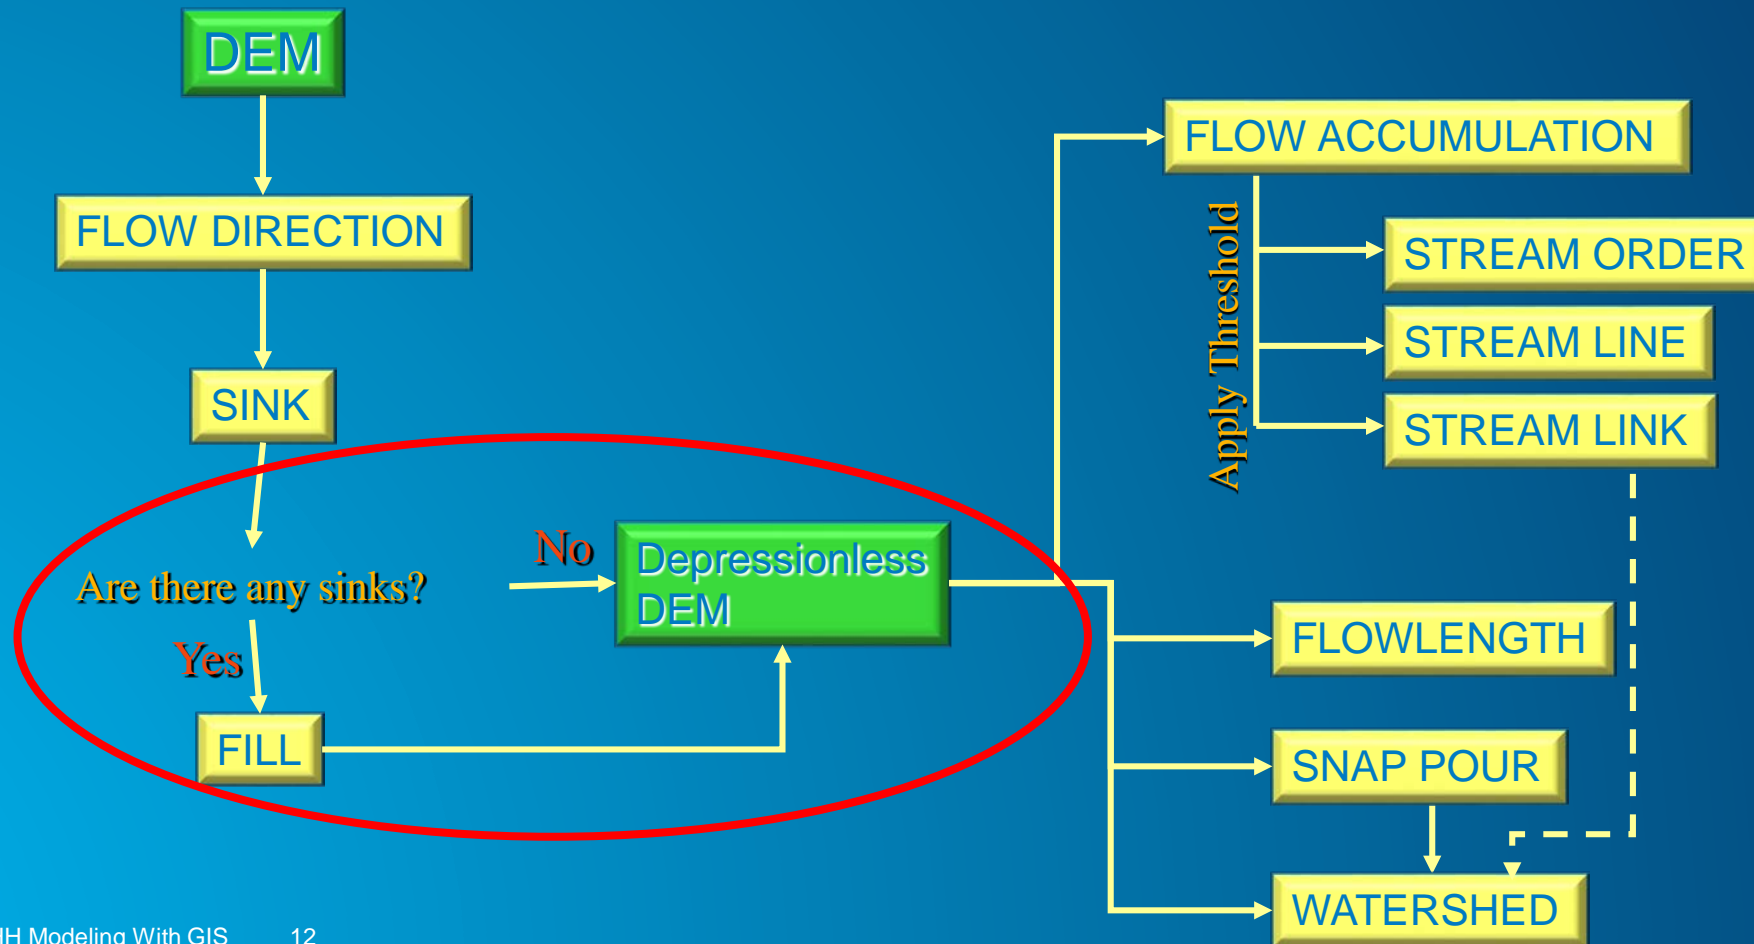 DEM
FLOW DIRECTION
SINK
Are there any sinks?
No
Yes
FILL
Depressionless
DEM
FLOW ACCUMULATION
Apply Threshold
STREAM ORDER
STREAM LINE
STREAM LINK
FLOWLENGTH
SNAP POUR
WATERSHED
HH Modeling With GIS 12